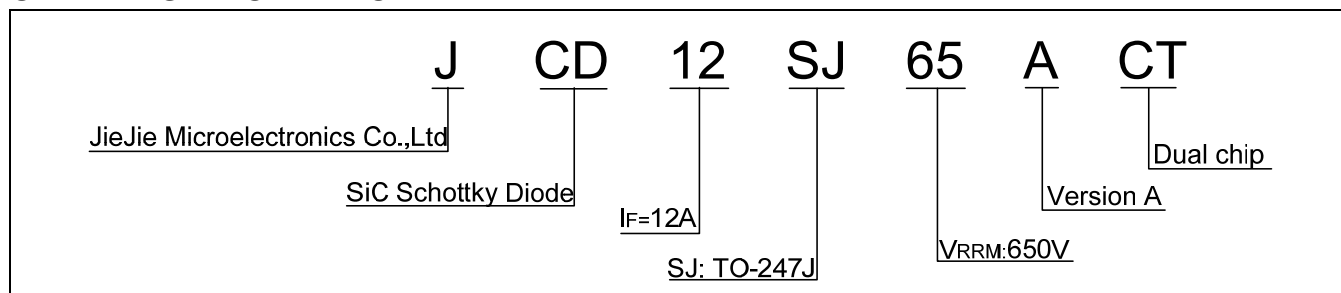 J CD 12 SJ 65 A CT
JieJie Microelectronics Co.,Ltd
Dual chip
SiC Schottky Diode
Version A
IF=12A
VRRM:650V
SJ: TO-247J